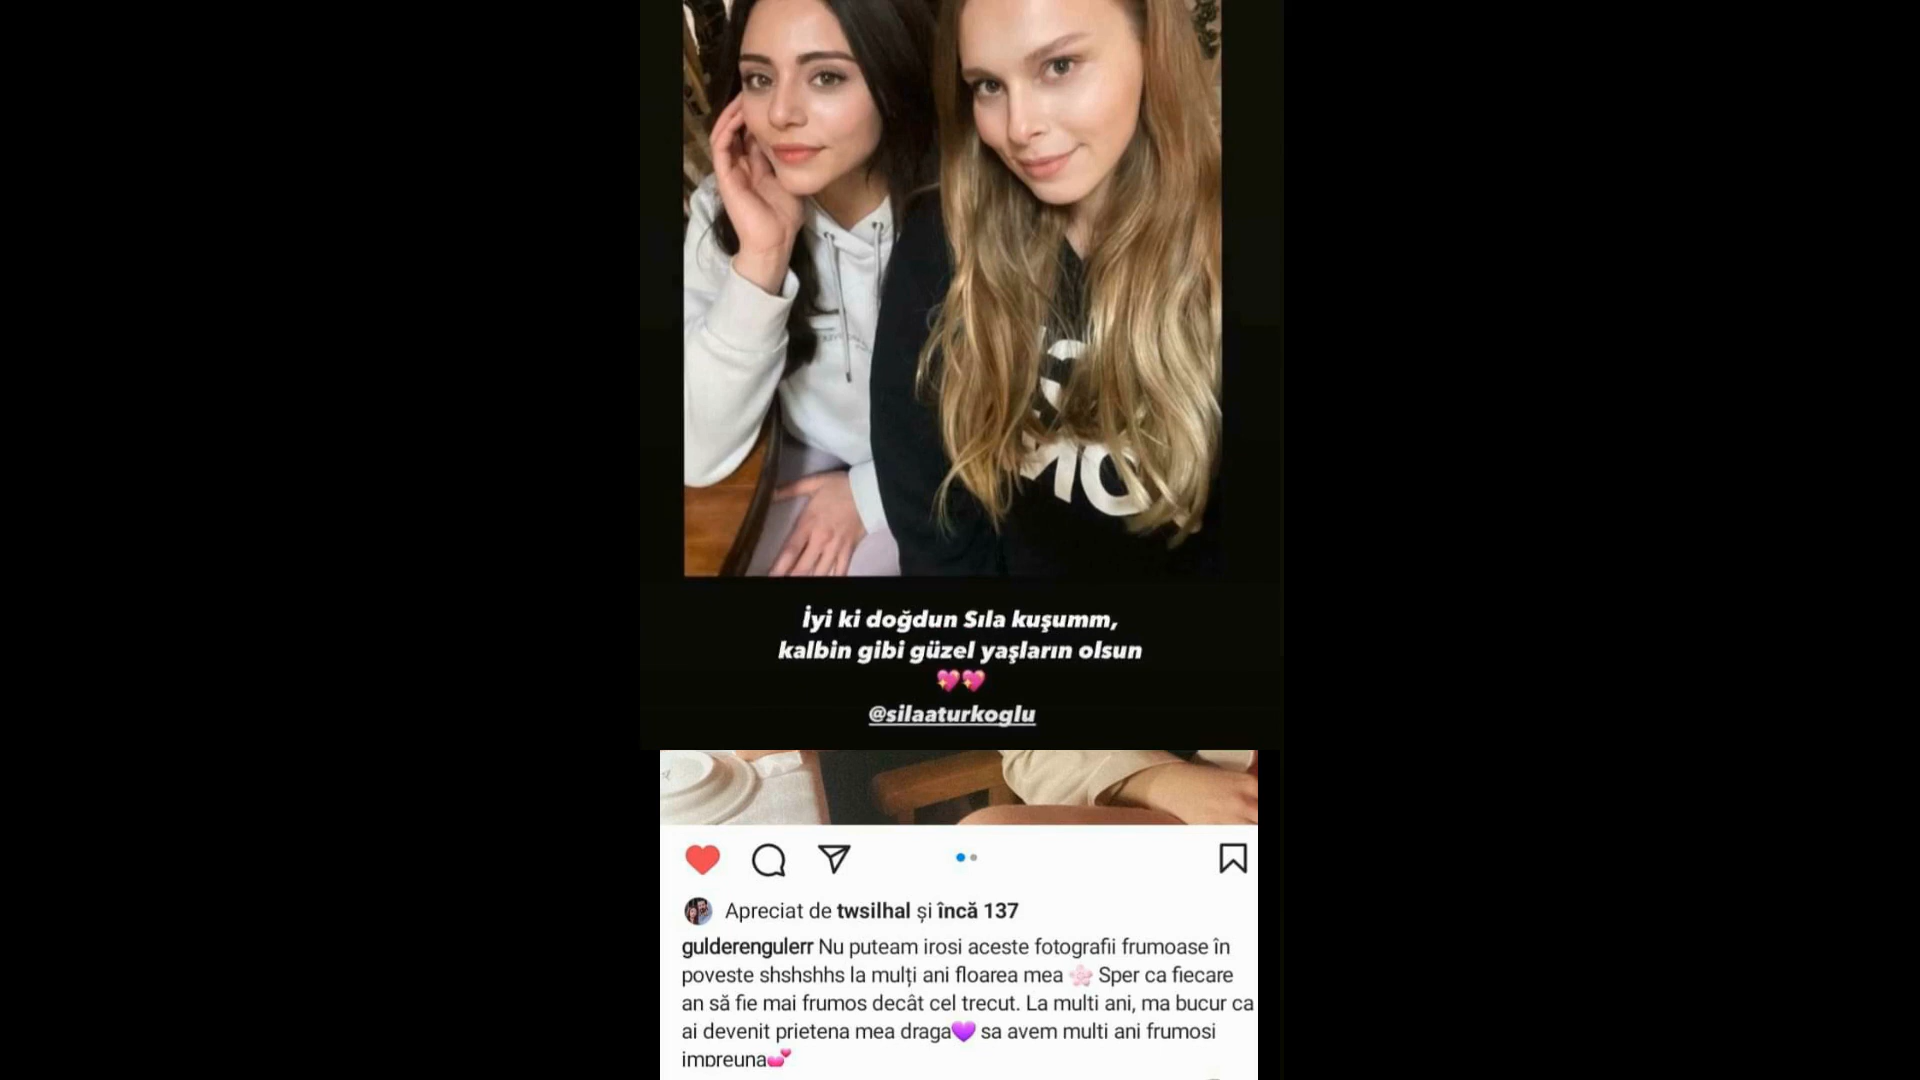 MO
İyi ki doğdun Sıla kuşumm,
kalbin gibi güzel yaşların olsun
💖💖
@silaaturkoglu
Apreciat de twsilhal și încă 137
gulderengulerr Nu puteam irosi aceste fotografii frumoase în
poveste shshshhs la mulți ani floarea mea 🌸 Sper ca fiecare
an să fie mai frumos decât cel trecut. La multi ani, ma bucur ca
ai devenit prietena mea draga💜 sa avem multi ani frumosi
impreuna💕